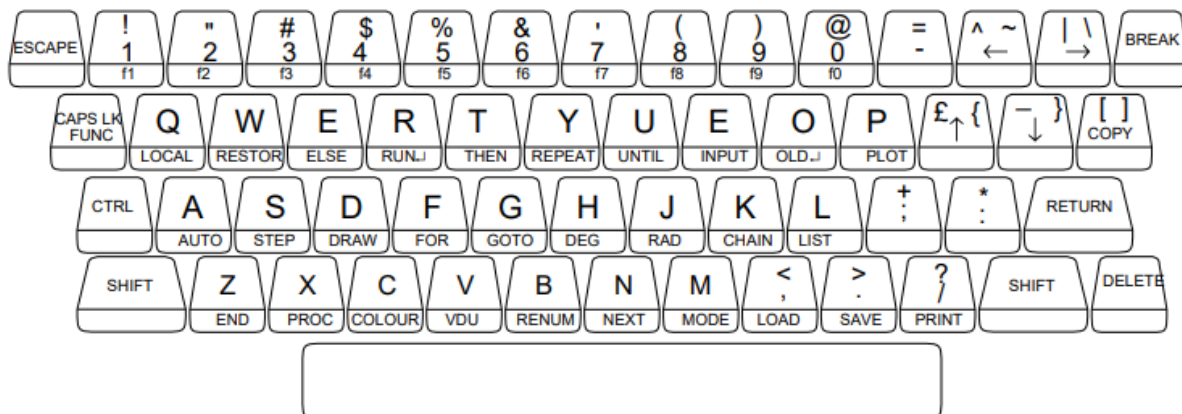 ESCAPE ! 1 f1 " 2 f2 # 3 f3 $ 4 f4 % 5 f5 & 6 f6 ' 7 f7 ( 8 f8 ) 9 f9 @ 0 f0 = - ^ ~ ← | \ → BREAK
CAPS LK FUNC Q LOCAL W RESTOR E ELSE R RUN↵ T THEN Y REPEAT U UNTIL E INPUT O OLD↵ P PLOT £ ↑ { _ ↓ } [ ] COPY
CTRL A AUTO S STEP D DRAW F FOR G GOTO H DEG J RAD K CHAIN L LIST + ; * : RETURN
SHIFT Z END X PROC C COLOUR V VDU B RENUM N NEXT M MODE < , LOAD > . SAVE ? / PRINT SHIFT DELETE